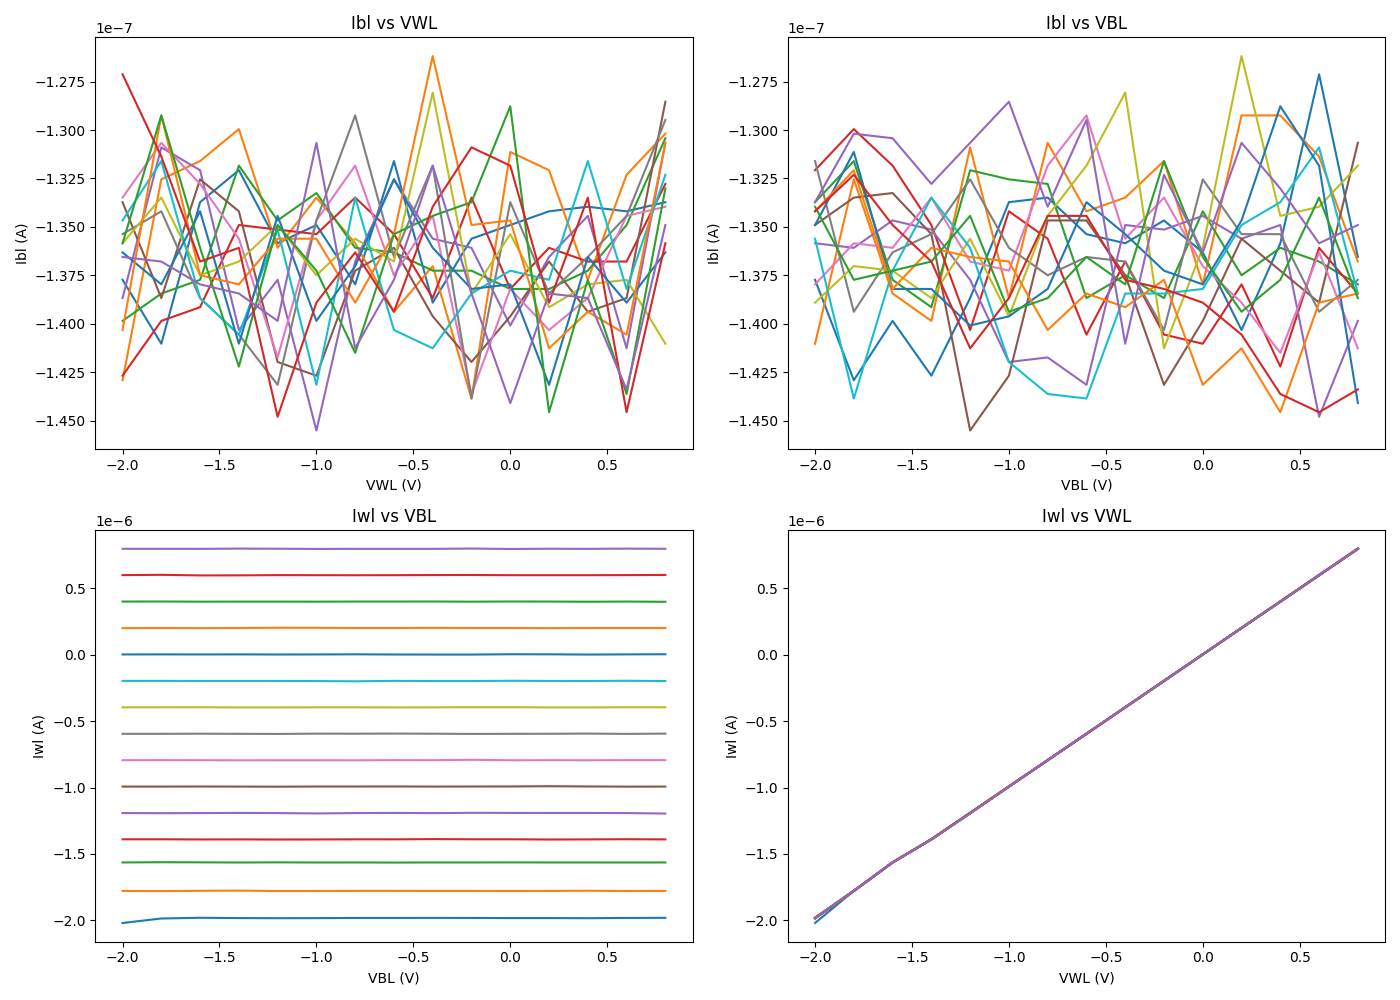 Ibl vs VWL
1e−7
−1.275
−1.300
−1.325
−1.350
−1.375
−1.400
−1.425
−1.450
Ibl (A)
−2.0 −1.5 −1.0 −0.5 0.0 0.5
VWL (V)
Ibl vs VBL
1e−7
−1.275
−1.300
−1.325
−1.350
−1.375
−1.400
−1.425
−1.450
Ibl (A)
−2.0 −1.5 −1.0 −0.5 0.0 0.5
VBL (V)
Iwl vs VBL
1e−6
0.5
0.0
−0.5
−1.0
−1.5
−2.0
Iwl (A)
−2.0 −1.5 −1.0 −0.5 0.0 0.5
VBL (V)
Iwl vs VWL
1e−6
0.5
0.0
−0.5
−1.0
−1.5
−2.0
Iwl (A)
−2.0 −1.5 −1.0 −0.5 0.0 0.5
VWL (V)